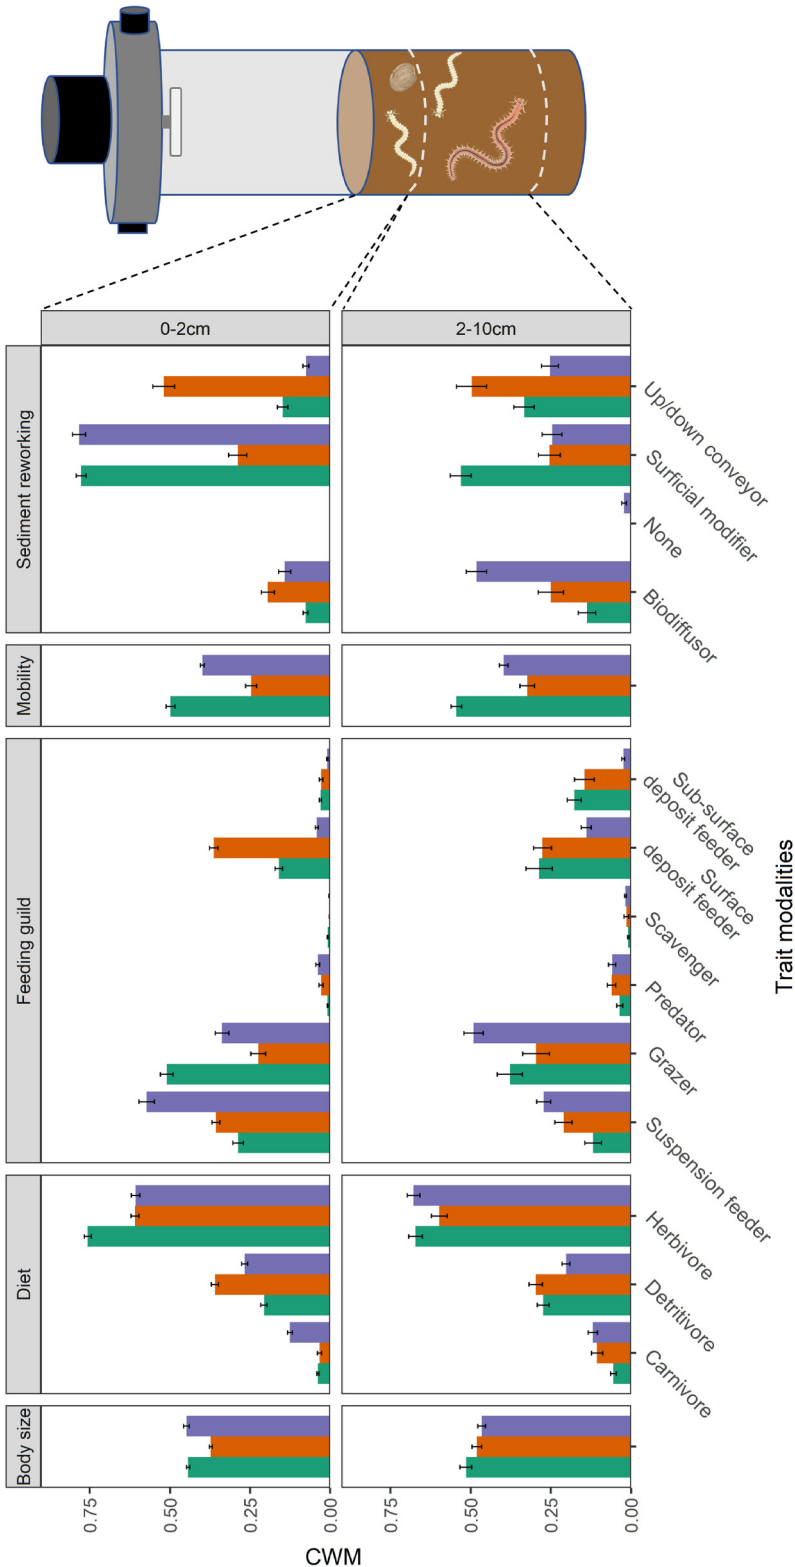 Body size
Diet
Feeding guild
Mobility
Sediment reworking
0-2cm
2-10cm
CWM
0.75
0.50
0.25
0.00
0.75
0.50
0.25
0.00
Carnivore
Detritivore
Herbivore
Suspension feeder
Grazer
Predator
Scavenger
Surface
deposit feeder
Sub-surface
deposit feeder
Biodiffusor
None
Surficial modifier
Up/down conveyor
Trait modalities